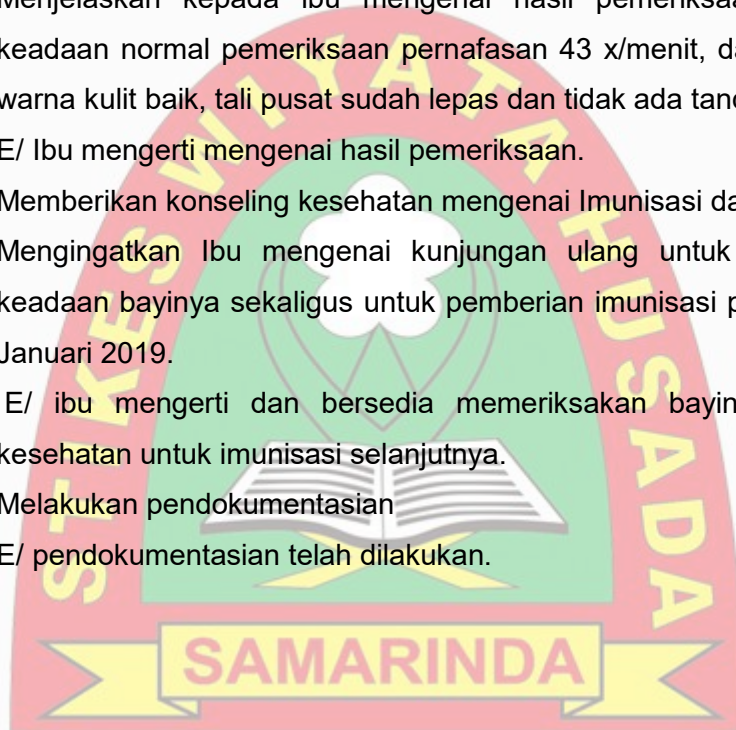 Menjelaskan kepada ibu mengenai hasil pemeriksaa
keadaan normal pemeriksaan pernafasan 43 x/menit, da
warna kulit baik, tali pusat sudah lepas dan tidak ada tand
E/ Ibu mengerti mengenai hasil pemeriksaan.
Memberikan konseling kesehatan mengenai Imunisasi da
Mengingatkan Ibu mengenai kunjungan ulang untuk
keadaan bayinya sekaligus untuk pemberian imunisasi p
Januari 2019.
E/ ibu mengerti dan bersedia memeriksakan bayin
kesehatan untuk imunisasi selanjutnya.
Melakukan pendokumentasian
E/ pendokumentasian telah dilakukan.
STIKES WIYATA HUSADA
SAMARINDA